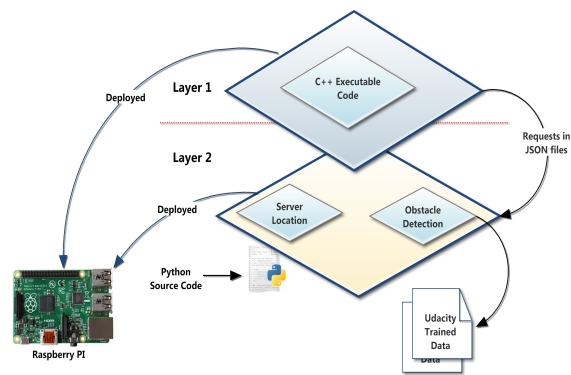 C++ Executable
Code
Layer 1
Deployed
Requests in
JSON files
Layer 2
Server
Location
Obstacle
Detection
Deployed
Python
Source Code
Udacity
Trained
Data
Data
Raspberry PI